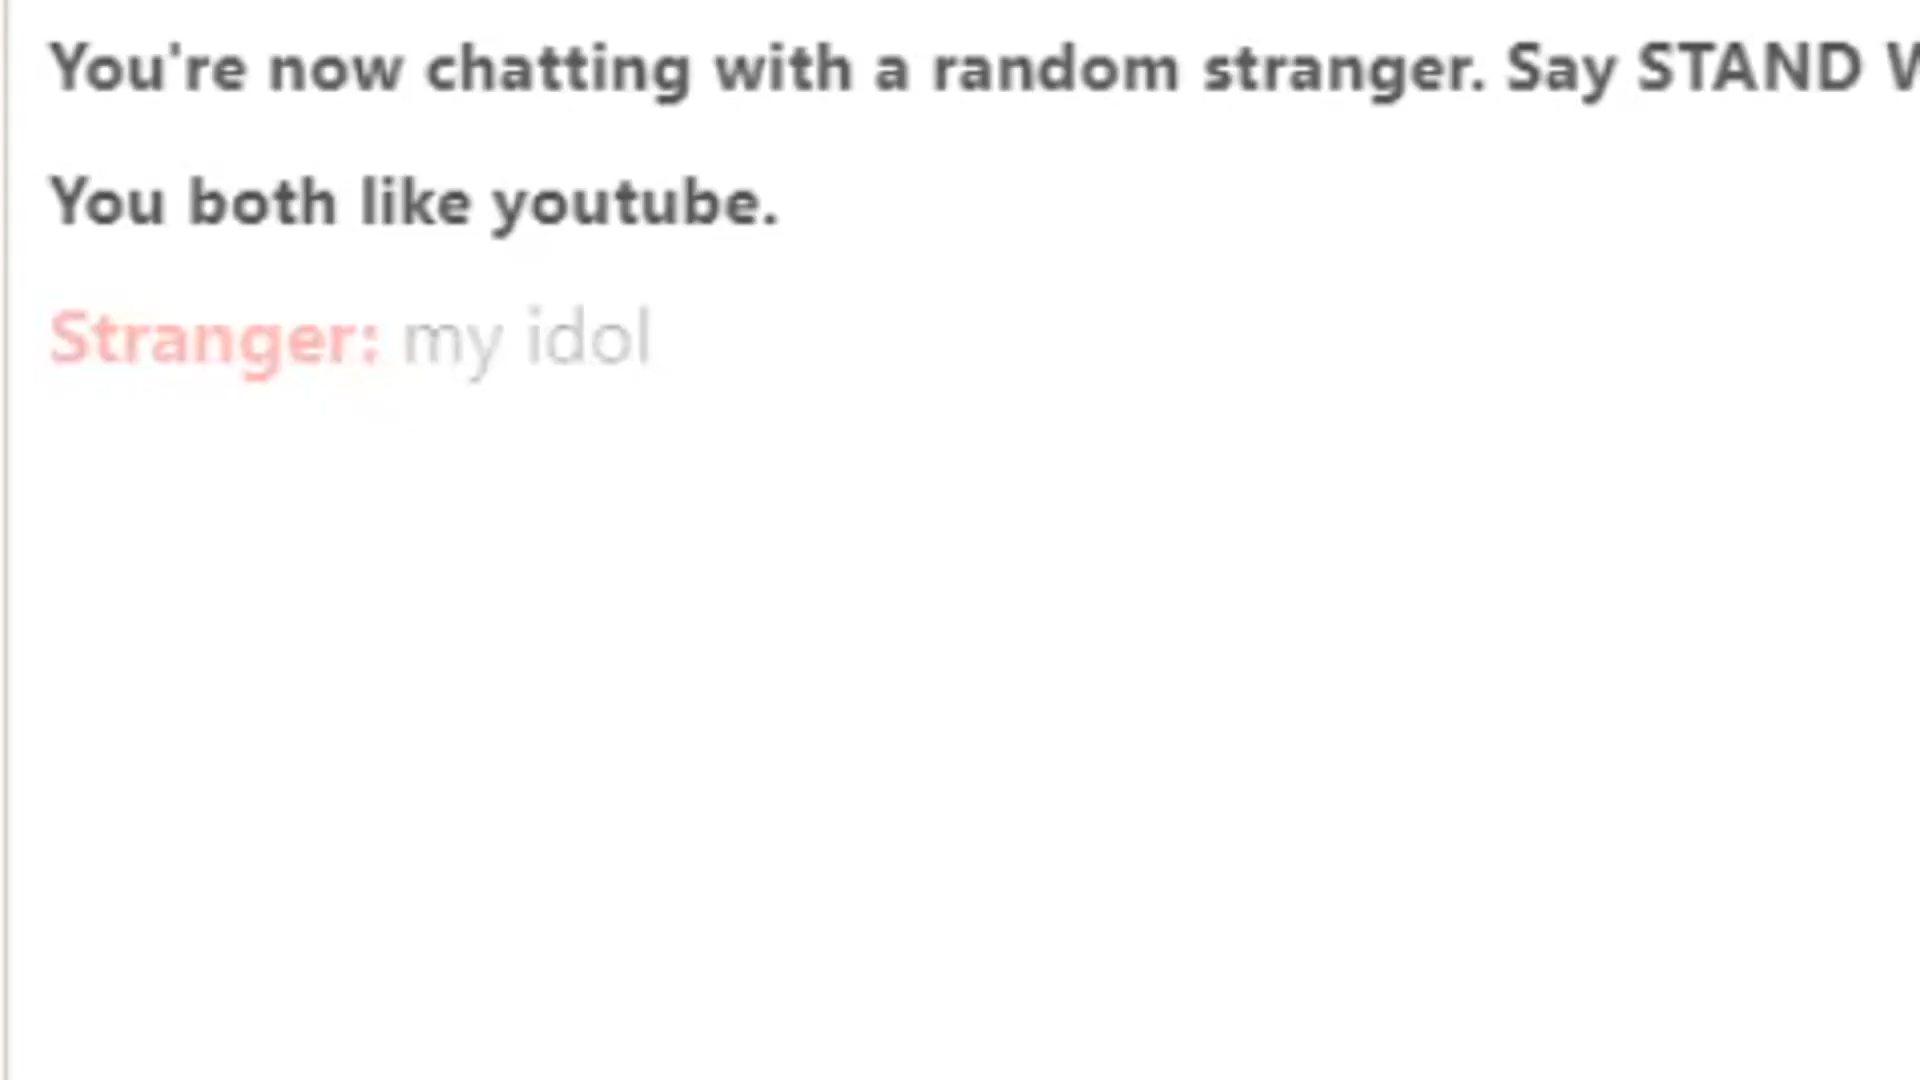 You're now chatting with a random stranger. Say STAND
You both like youtube.
Stranger: my idol